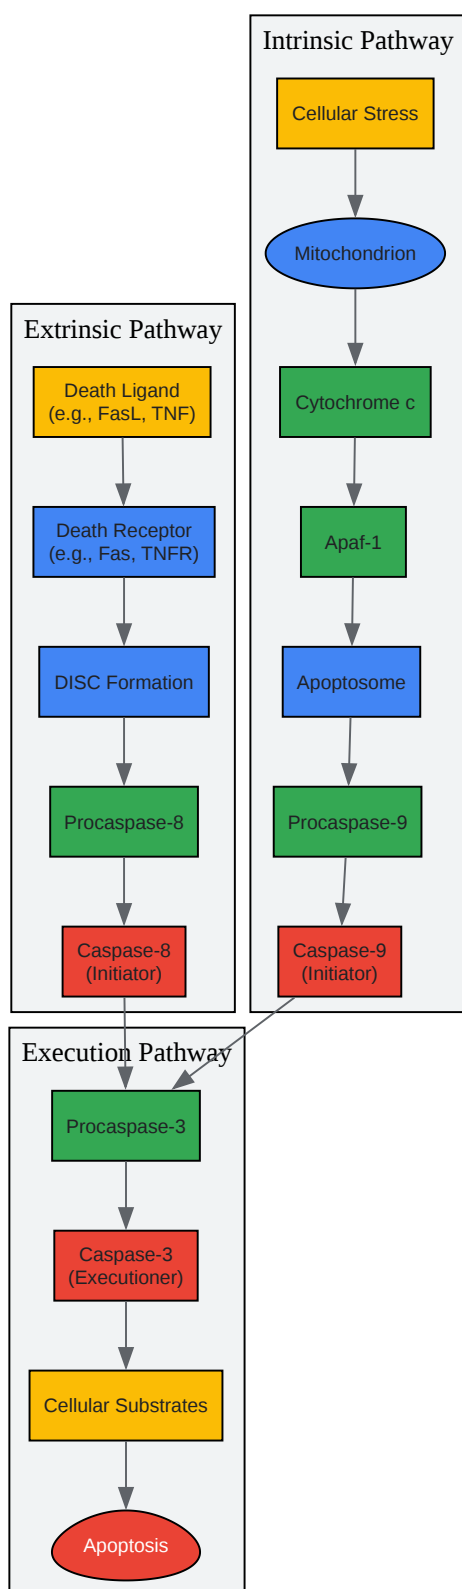 Intrinsic Pathway
Cellular Stress
Mitochondrion
Cytochrome c
Apaf-1
Apoptosome
Procaspase-9
Caspase-9
(Initiator)
Extrinsic Pathway
Death Ligand
(e.g., FasL, TNF)
Death Receptor
(e.g., Fas, TNFR)
DISC Formation
Procaspase-8
Caspase-8
(Initiator)
Execution Pathway
Procaspase-3
Caspase-3
(Executioner)
Cellular Substrates
Apoptosis